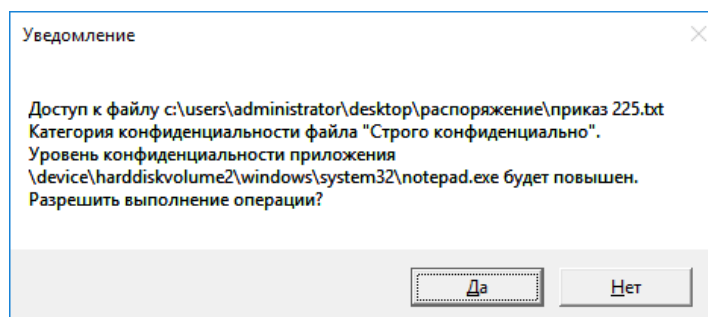 Уведомление
Доступ к файлу c:\users\administrator\desktop\распоряжение\приказ 225.txt
Категория конфиденциальности файла "Строго конфиденциально".
Уровень конфиденциальности приложения
\device\harddiskvolume2\windows\system32\notepad.exe будет повышен.
Разрешить выполнение операции?
Да
Нет